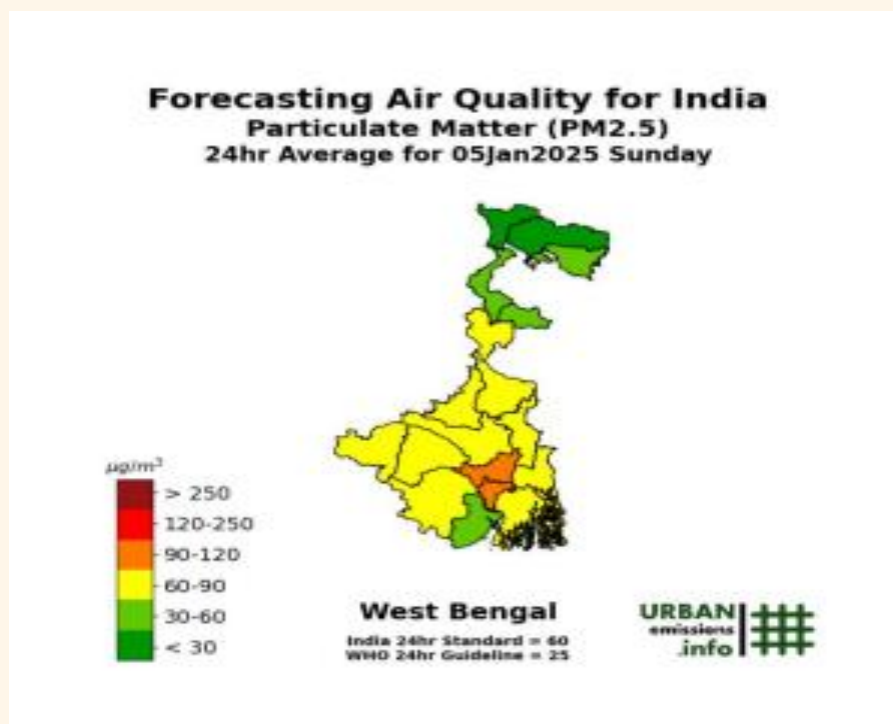 Forecasting Air Quality for India
Particulate Matter (PM2.5)
24hr Average for 05Jan2025 Sunday
µg/m³
> 250
120-250
90-120
60-90
30-60
< 30
West Bengal
India 24hr Standard = 60
WHO 24hr Guideline = 25
URBAN
emissions
.info